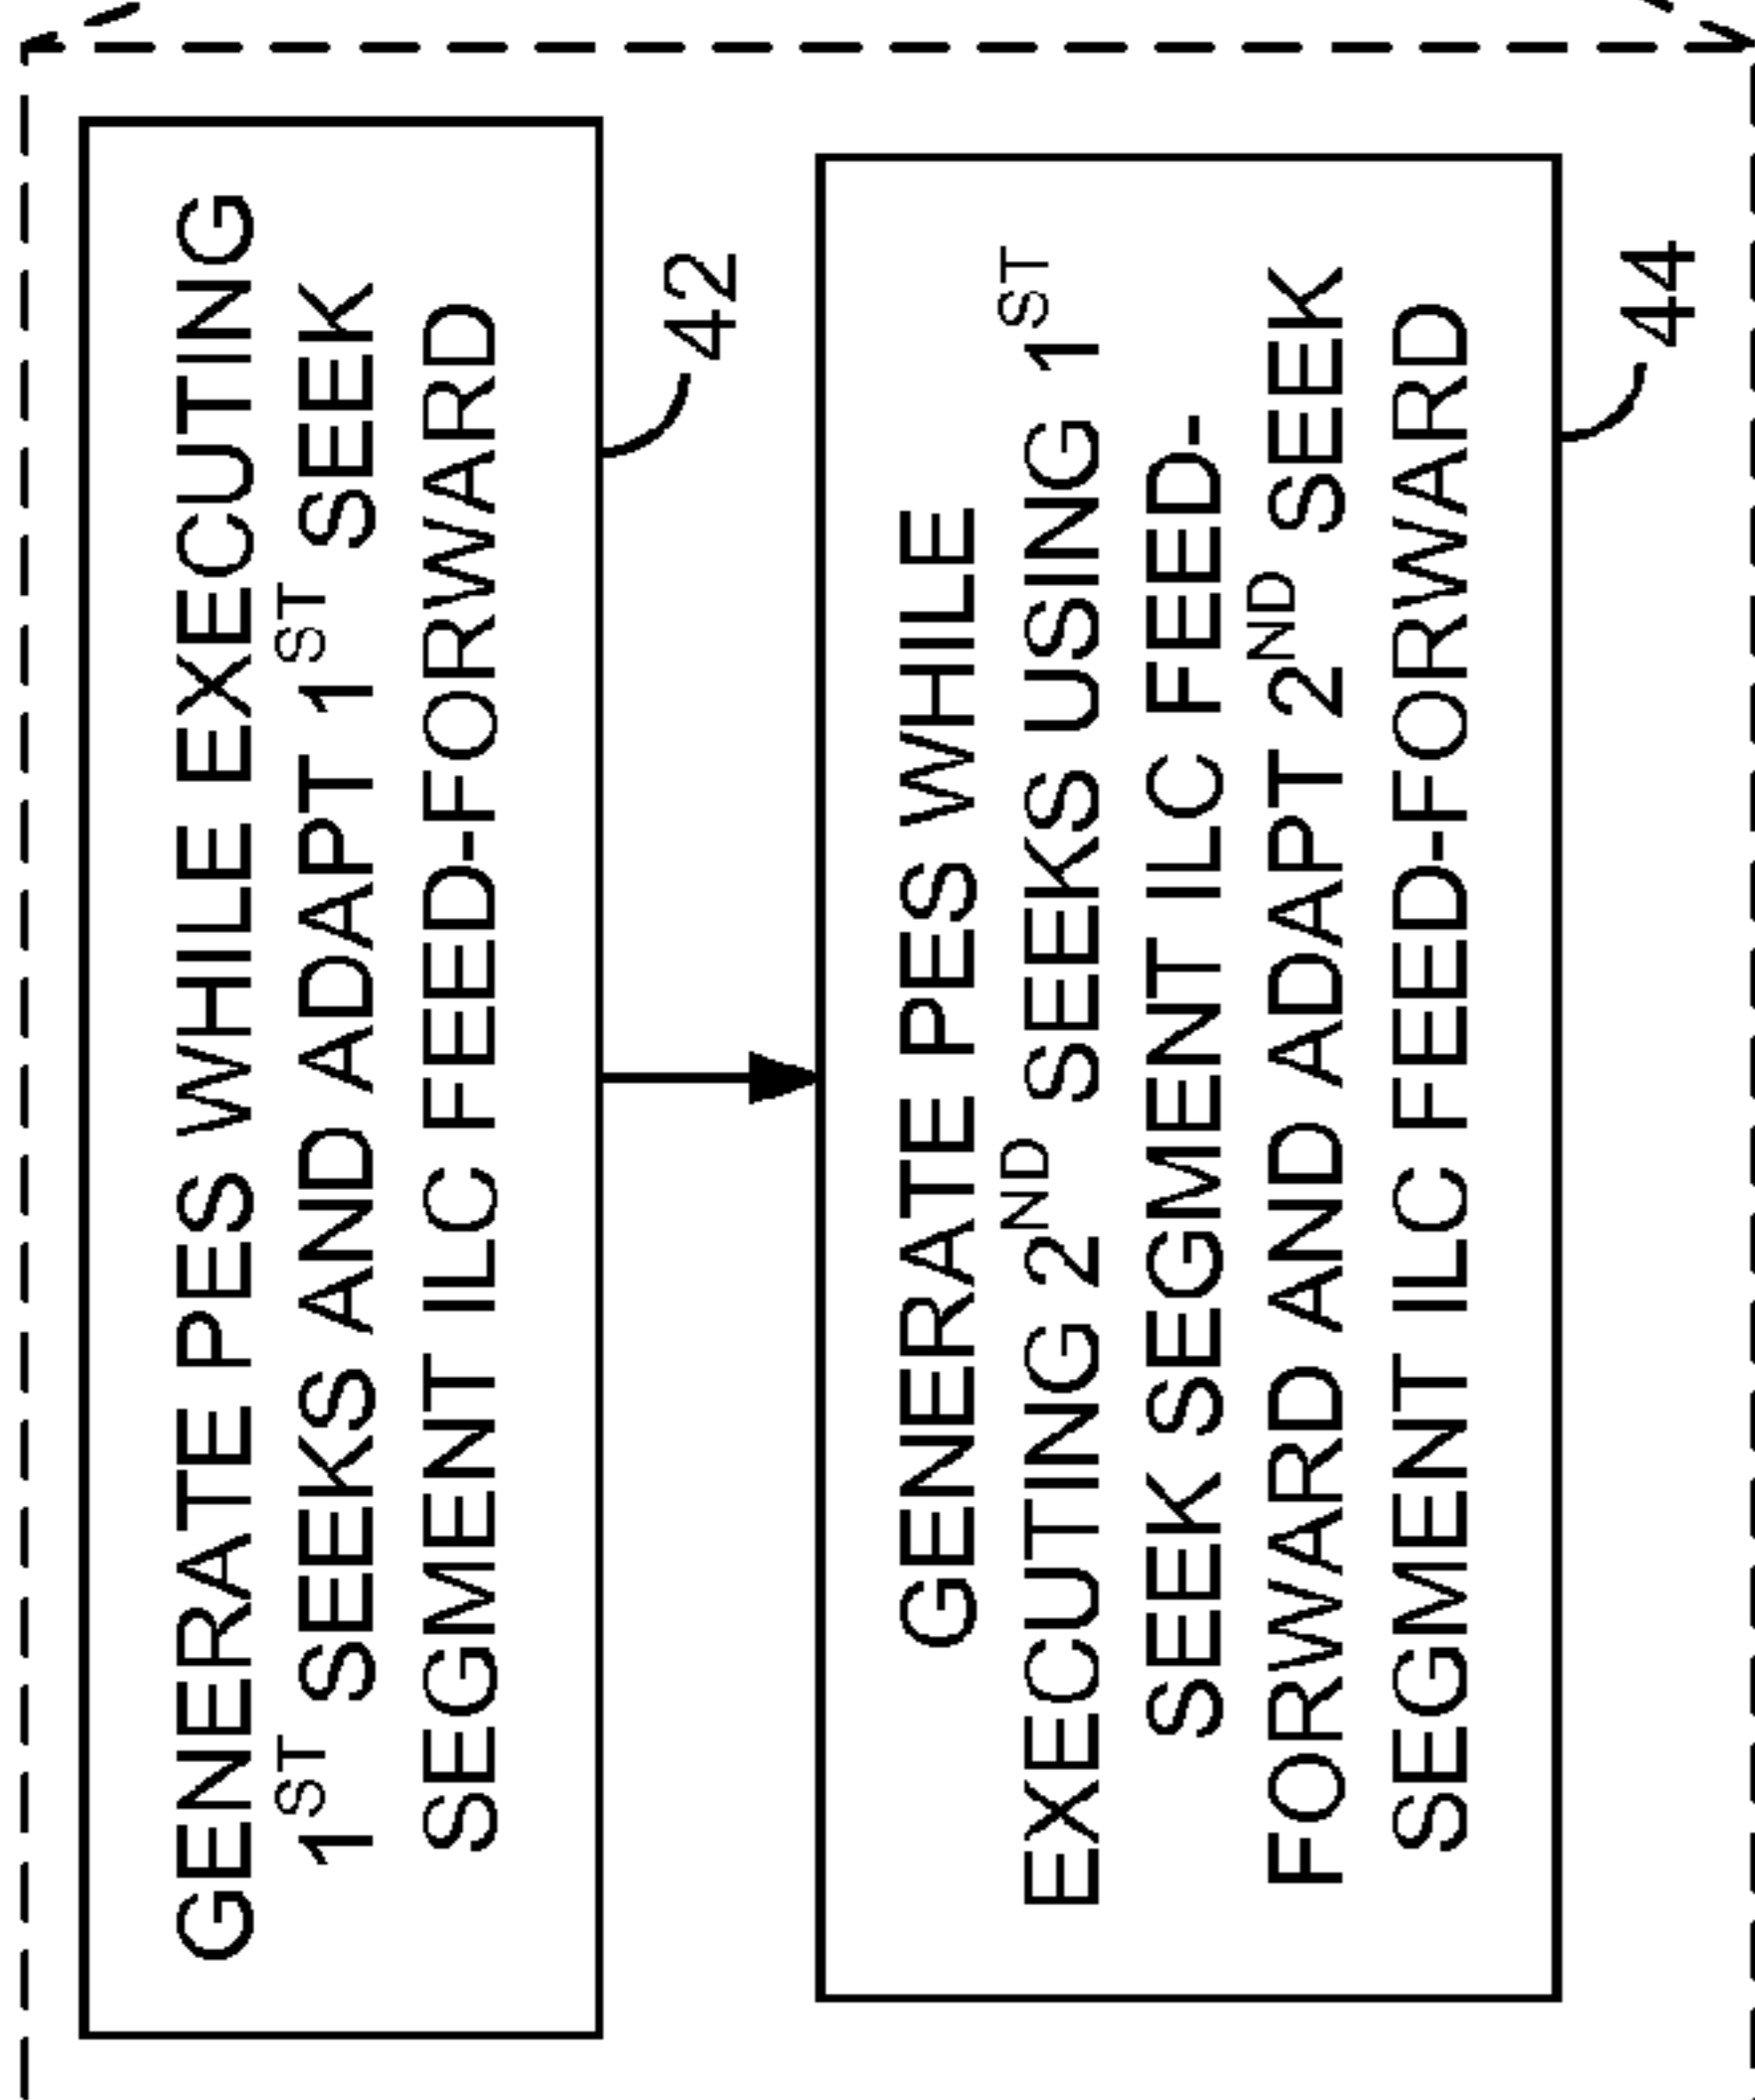 GENERATE PES WHILE EXECUTING
1ST SEEKS AND ADAPT 1ST SEEK
SEGMENT ILC FEED-FORWARD
42
GENERATE PES WHILE
EXECUTING 2ND SEEKS USING 1ST
SEEK SEGMENT ILC FEED-
FORWARD AND ADAPT 2ND SEEK
SEGMENT ILC FEED-FORWARD
44